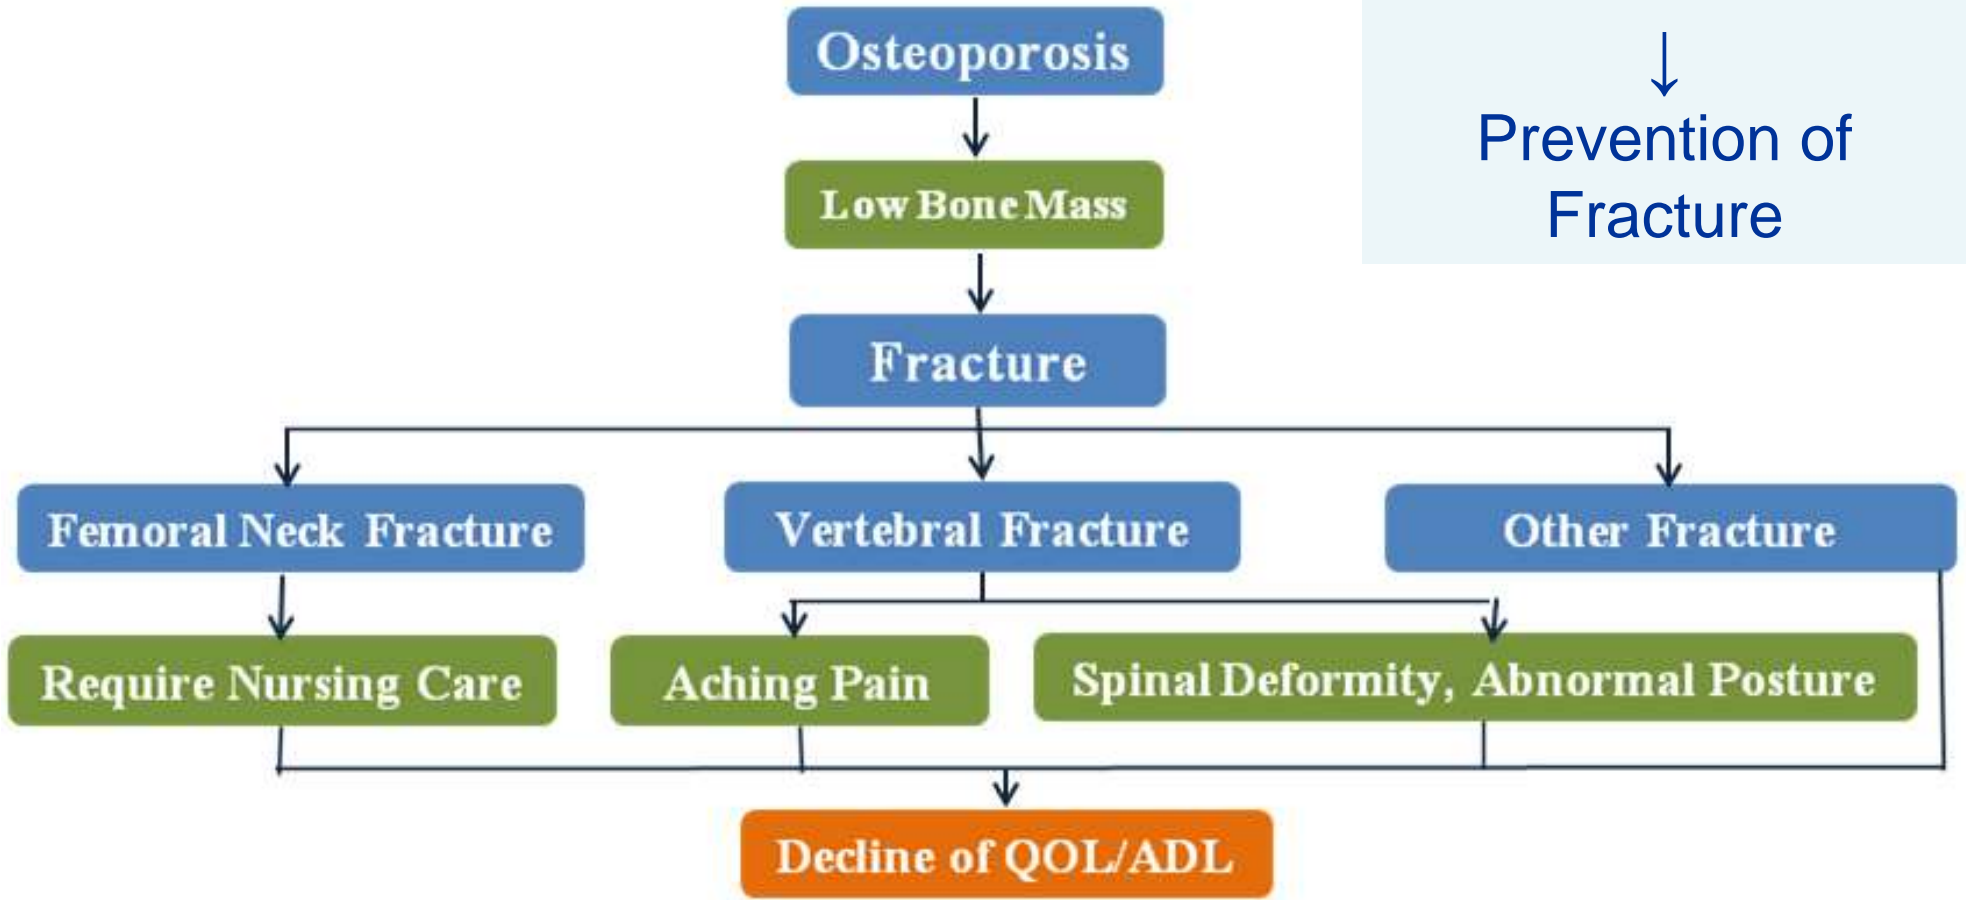 Osteoporosis
↓
Prevention of
Fracture
Low Bone Mass
Fracture
Femoral Neck Fracture
Vertebral Fracture
Other Fracture
Require Nursing Care
Aching Pain
Spinal Deformity, Abnormal Posture
Decline of QOL/ADL